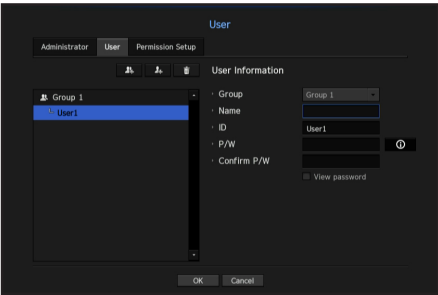 User
Administrator User Permission Setup
User Information
Group 1
User1
· Group Group 1
· Name
· ID User1
· P/W
· Confirm P/W
View password
OK Cancel